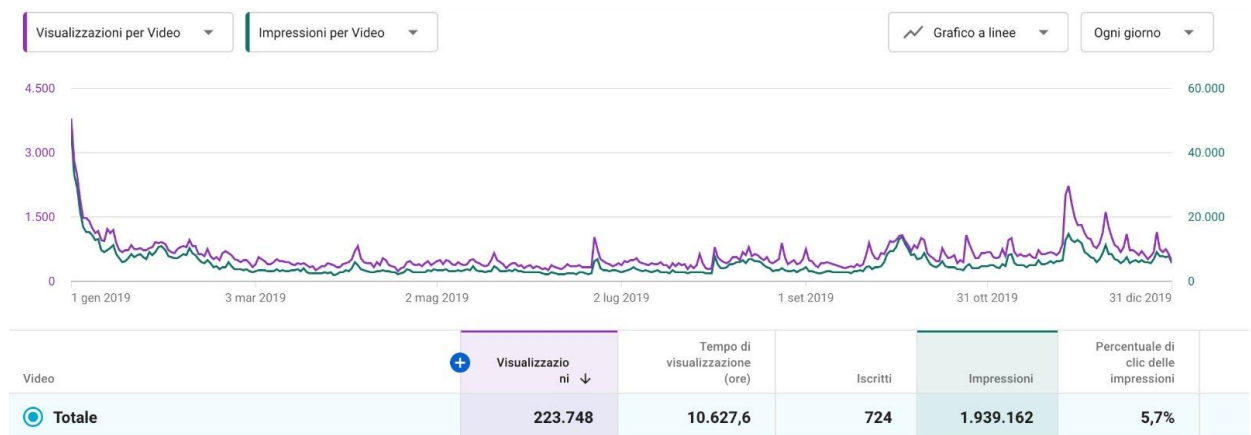 Visualizzazioni per Video
Impressioni per Video
Grafico a linee
Ogni giorno
4.500
60.000
3.000
40.000
1.500
20.000
0
0
1 gen 2019
3 mar 2019
2 mag 2019
2 lug 2019
1 set 2019
31 ott 2019
31 dic 2019
Video
Visualizzazio
ni
Tempo di
visualizzazione
(ore)
Iscritti
Impressioni
Percentuale di
clic delle
impressioni
Totale
223.748
10.627,6
724
1.939.162
5,7%